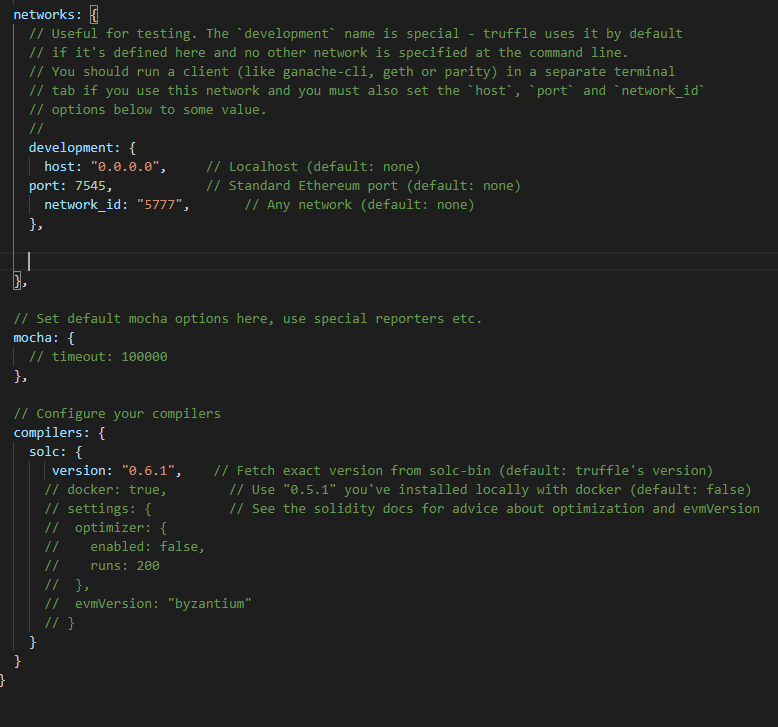 networks: {
// Useful for testing. The `development` name is special - truffle uses it by default
// if it's defined here and no other network is specified at the command line.
// You should run a client (like ganache-cli, geth or parity) in a separate terminal
// tab if you use this network and you must also set the `host`, `port` and `network_id`
// options below to some value.
//
development: {
host: "0.0.0.0",     // Localhost (default: none)
port: 7545,            // Standard Ethereum port (default: none)
network_id: "5777",       // Any network (default: none)
},
},
// Set default mocha options here, use special reporters etc.
mocha: {
// timeout: 100000
},
// Configure your compilers
compilers: {
solc: {
version: "0.6.1",    // Fetch exact version from solc-bin (default: truffle's version)
// docker: true,        // Use "0.5.1" you've installed locally with docker (default: false)
// settings: {          // See the solidity docs for advice about optimization and evmVersion
//  optimizer: {
//    enabled: false,
//    runs: 200
//  },
//  evmVersion: "byzantium"
// }
}
}
}